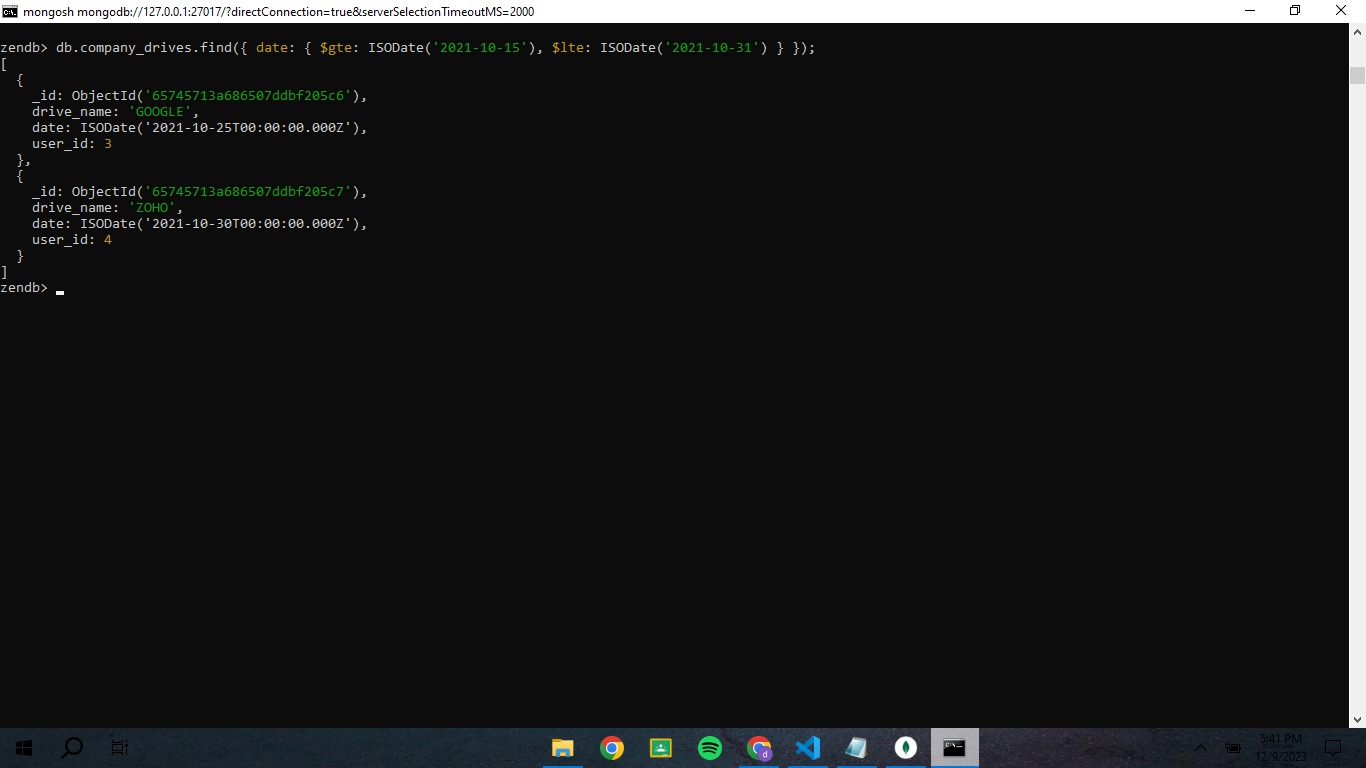 mongosh mongodb://127.0.0.1:27017/?directConnection=true&serverSelectionTimeoutMS=2000
zendb> db.company_drives.find({ date: { $gte: ISODate('2021-10-15'), $lte: ISODate('2021-10-31') } });
[
  {
    _id: ObjectId('65745713a686507ddbf205c6'),
    drive_name: 'GOOGLE',
    date: ISODate('2021-10-25T00:00:00.000Z'),
    user_id: 3
  },
  {
    _id: ObjectId('65745713a686507ddbf205c7'),
    drive_name: 'ZOHO',
    date: ISODate('2021-10-30T00:00:00.000Z'),
    user_id: 4
  }
]
zendb> _
5:41 PM
12/9/2023